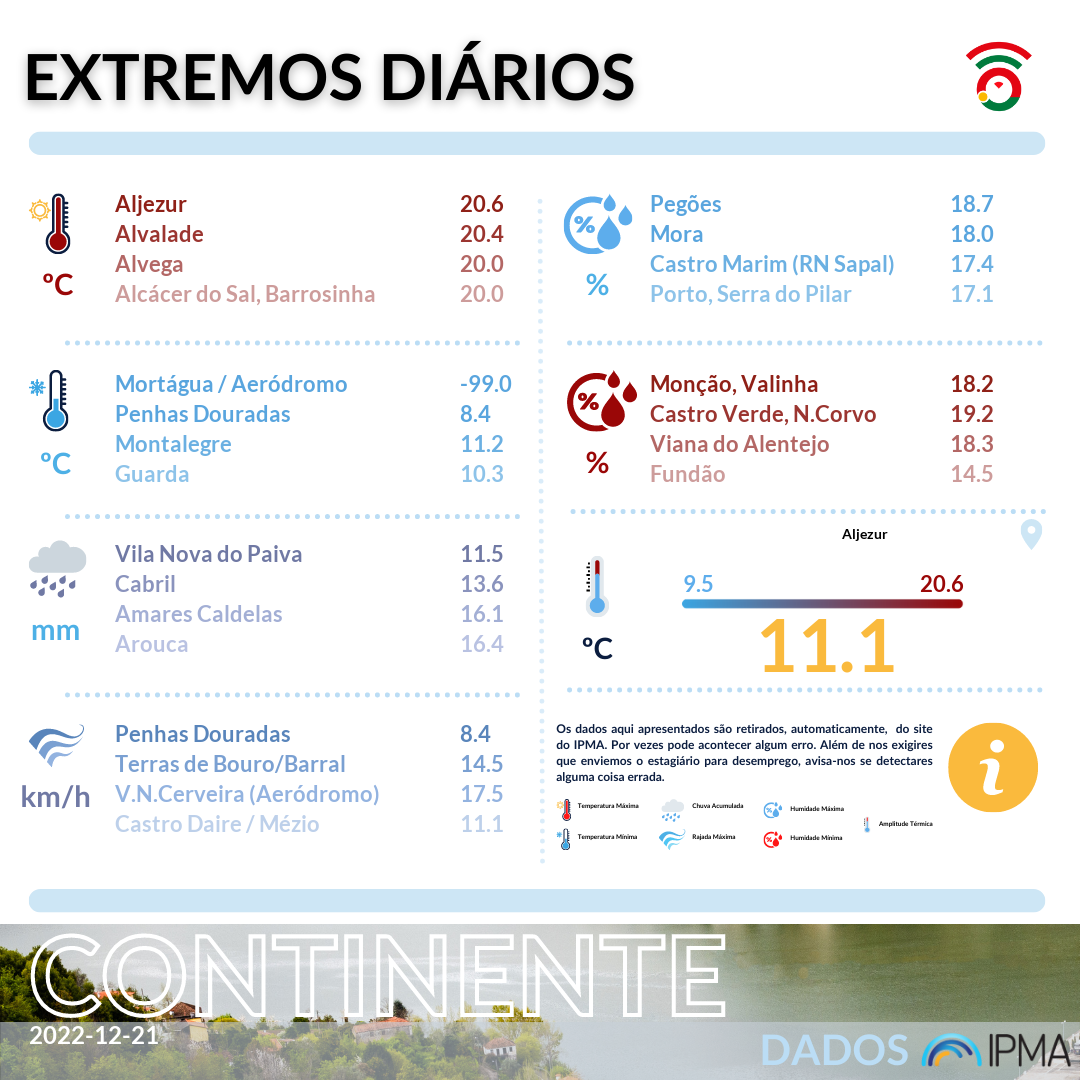 EXTREMOS DIÁRIOS
Aljezur 20.6
Alvalade 20.4
Alvega 20.0
Alcácer do Sal, Barrosinha 20.0
ºC
Mortágua / Aeródromo -99.0
Penhas Douradas 8.4
Montalegre 11.2
Guarda 10.3
ºC
Vila Nova do Paiva 11.5
Cabril 13.6
Amares Caldelas 16.1
Arouca 16.4
mm
Penhas Douradas 8.4
Terras de Bouro/Barral 14.5
V.N.Cerveira (Aeródromo) 17.5
Castro Daire / Mézio 11.1
km/h
Pegões 18.7
Mora 18.0
Castro Marim (RN Sapal) 17.4
Porto, Serra do Pilar 17.1
%
%
Monção, Valinha 18.2
Castro Verde, N.Corvo 19.2
Viana do Alentejo 18.3
Fundão 14.5
%
%
Aljezur
9.5 20.6
ºC
11.1
Os dados aqui apresentados são retirados, automaticamente, do site
do IPMA. Por vezes pode acontecer algum erro. Além de nos exigires
que enviemos o estagiário para desemprego, avisa-nos se detectares
alguma coisa errada.
i
Temperatura Máxima Chuva Acumulada Humidade Máxima
Amplitude Térmica
Temperatura Mínima Rajada Máxima Humidade Mínima
CONTINENTE
2022-12-21
DADOS IPMA